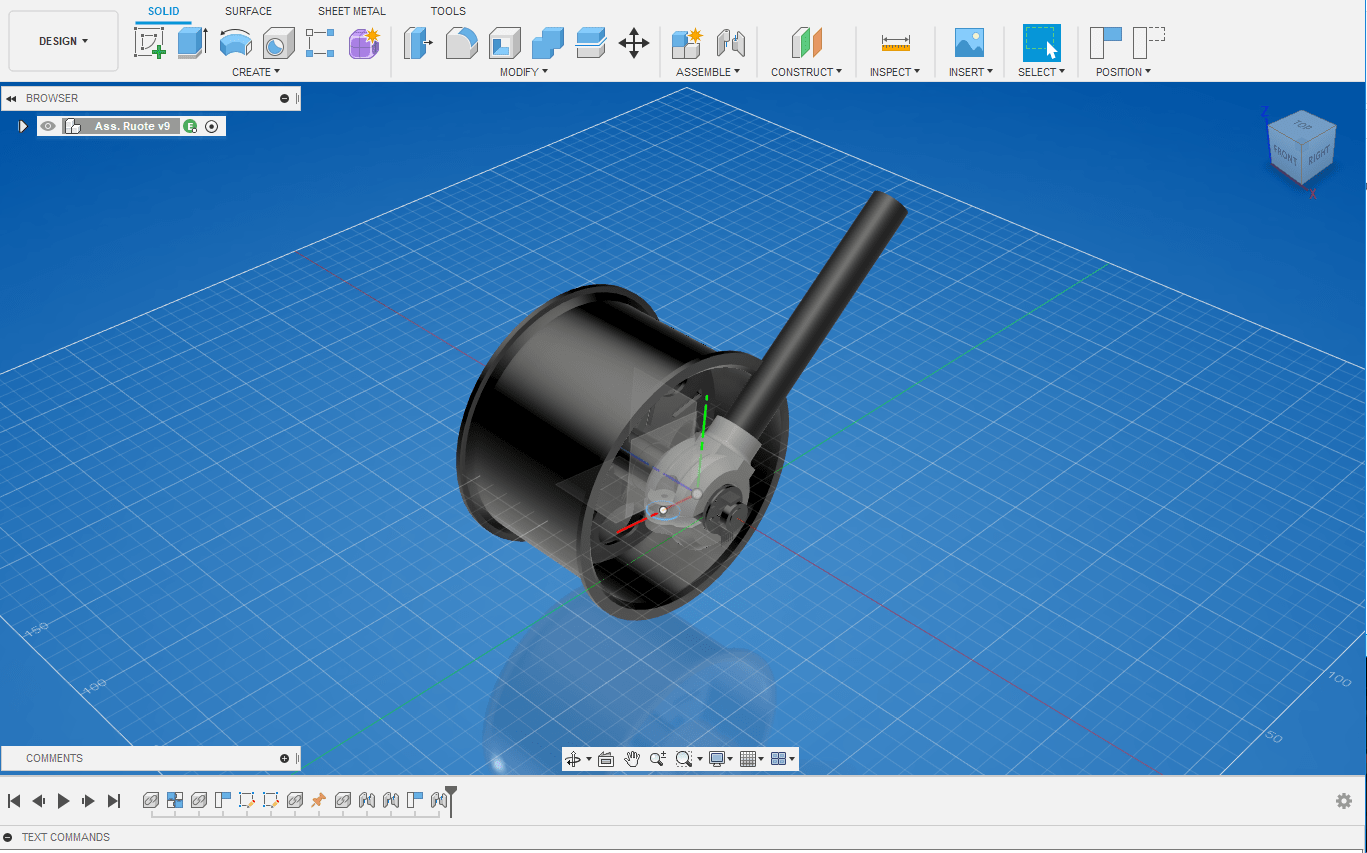 SOLID SURFACE SHEET METAL TOOLS
DESIGN
CREATE MODIFY ASSEMBLE CONSTRUCT INSPECT INSERT SELECT POSITION
BROWSER
Ass. Ruote v9
E
Z
TOP
FRONT RIGHT
X
150
100
100
50
COMMENTS
TEXT COMMANDS